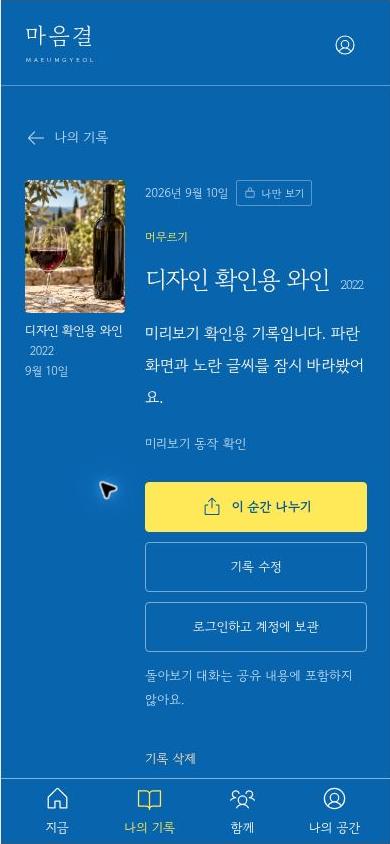 마음결
MAEUMGYEOL
나의 기록
2026년 9월 10일
나만 보기
머무르기
디자인 확인용 와인 2022
디자인 확인용 와인
2022
9월 10일
미리보기 확인용 기록입니다. 파란
화면과 노란 글씨를 잠시 바라봤어
요.
미리보기 동작 확인
이 순간 나누기
기록 수정
로그인하고 계정에 보관
돌아보기 대화는 공유 내용에 포함하지
않아요.
기록 삭제
지금
나의 기록
함께
나의 공간